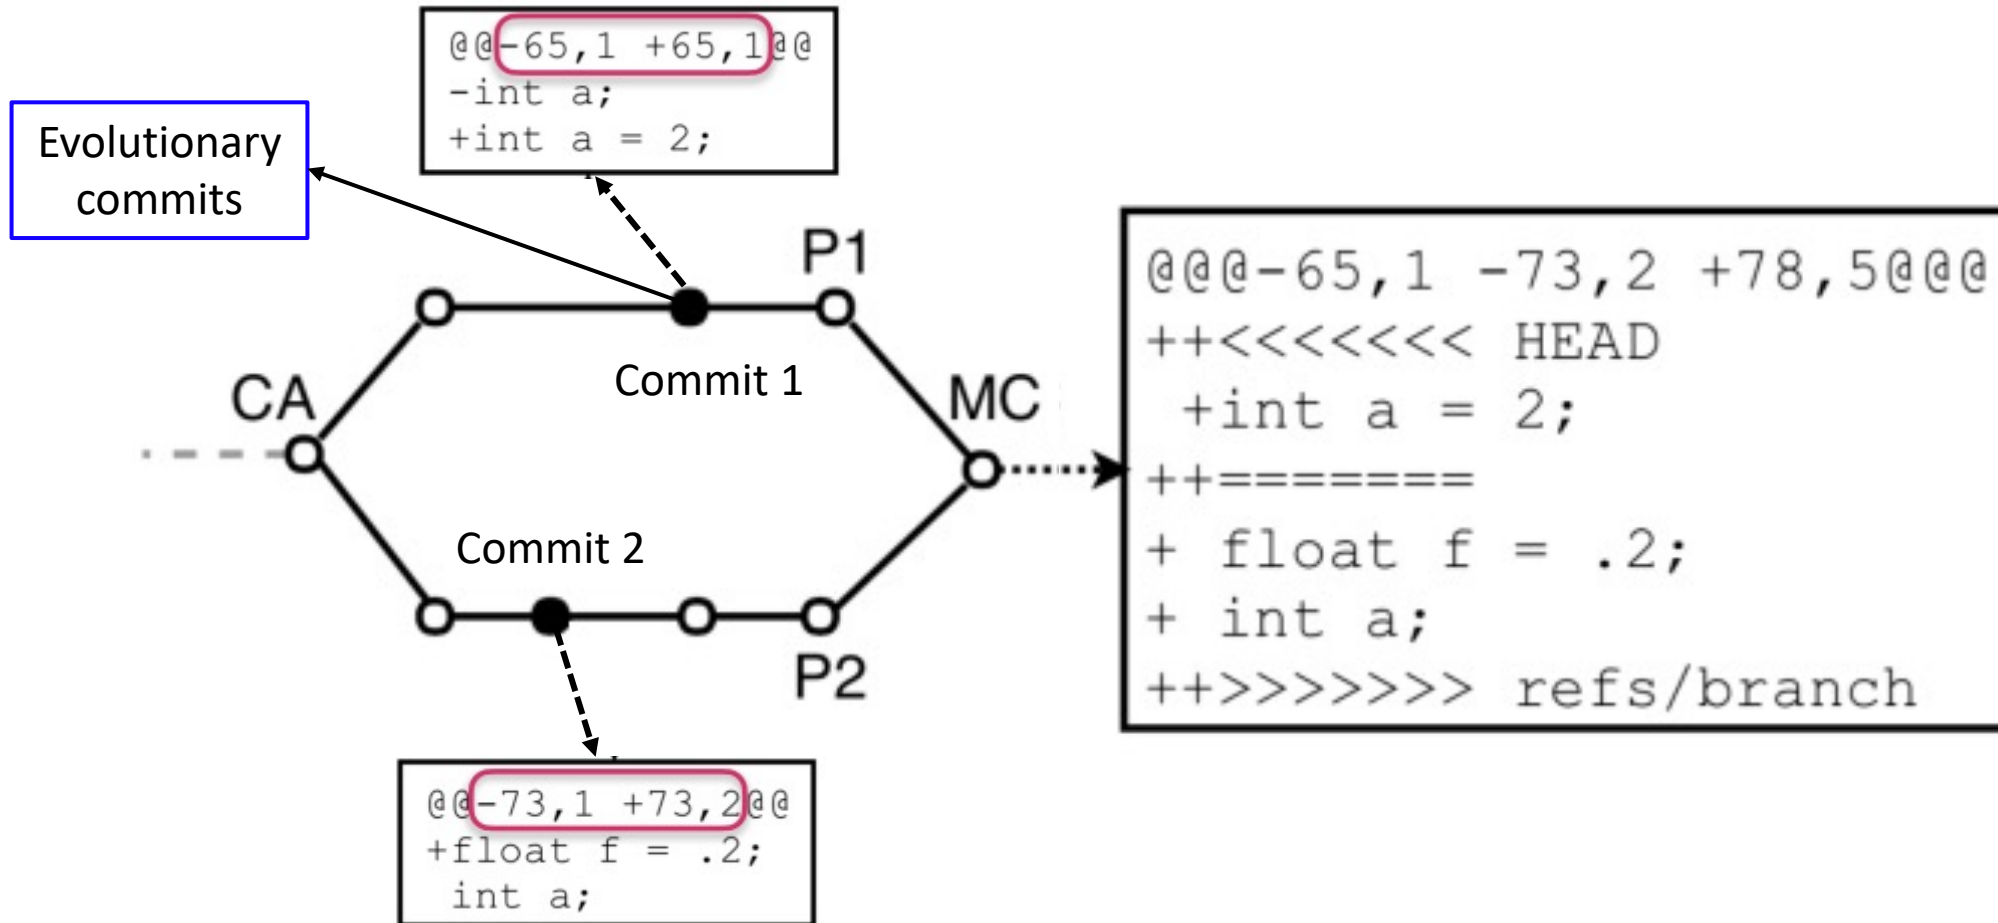 @@-65,1 +65,1@@
-int a;
+int a = 2;
Evolutionary
commits
P1
Commit 1
CA
MC
Commit 2
P2
@@-73,1 +73,2@@
+float f = .2;
 int a;
@@@-65,1 -73,2 +78,5@@@
++<<<<<<< HEAD
 +int a = 2;
++=======
+ float f = .2;
+ int a;
++>>>>>>> refs/branch